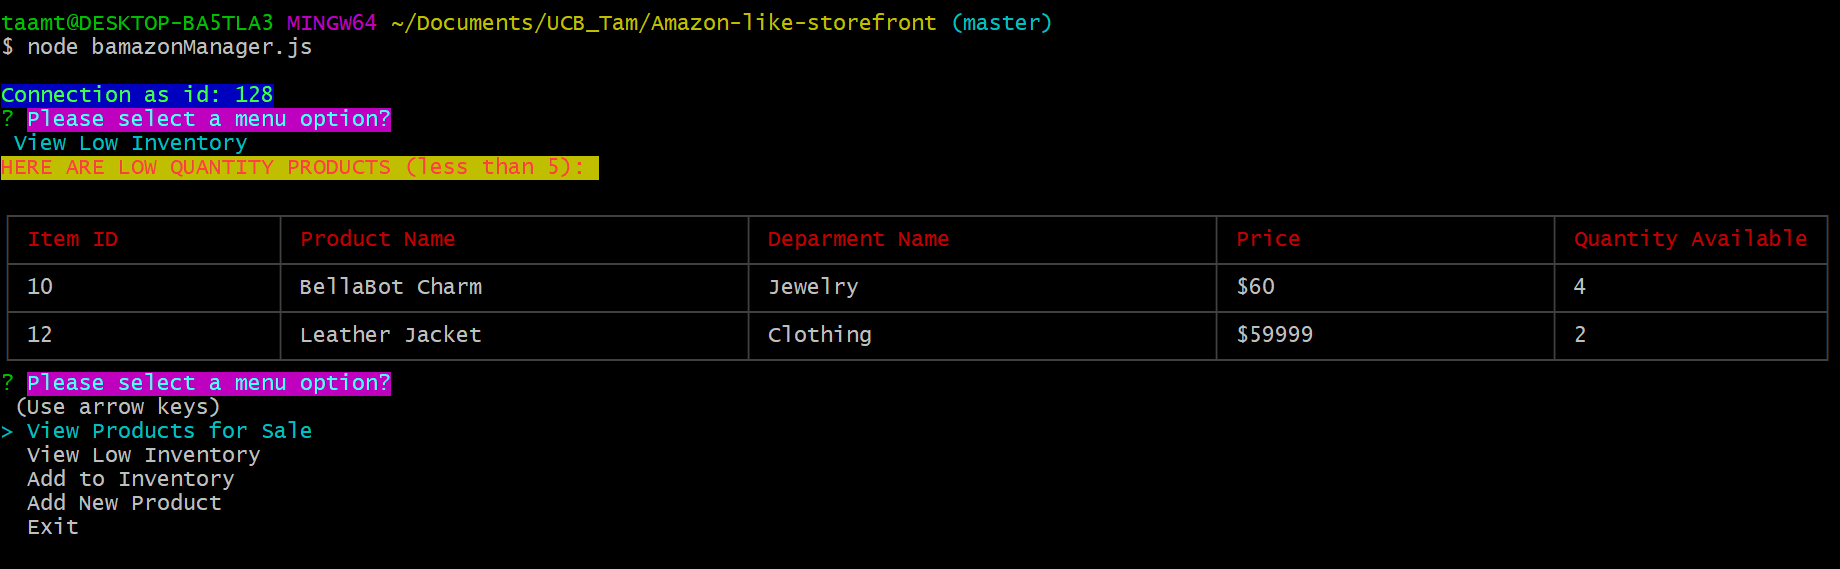 taamt@DESKTOP-BA5TLA3 MINGW64 ~/Documents/UCB_Tam/Amazon-like-storefront (master)
$ node bamazonManager.js
Connection as id: 128
? Please select a menu option?
View Low Inventory
HERE ARE LOW QUANTITY PRODUCTS (less than 5):
Item ID Product Name Deparment Name Price Quantity Available
10 BellaBot Charm Jewelry $60 4
12 Leather Jacket Clothing $59999 2
? Please select a menu option?
(Use arrow keys)
> View Products for Sale
View Low Inventory
Add to Inventory
Add New Product
Exit